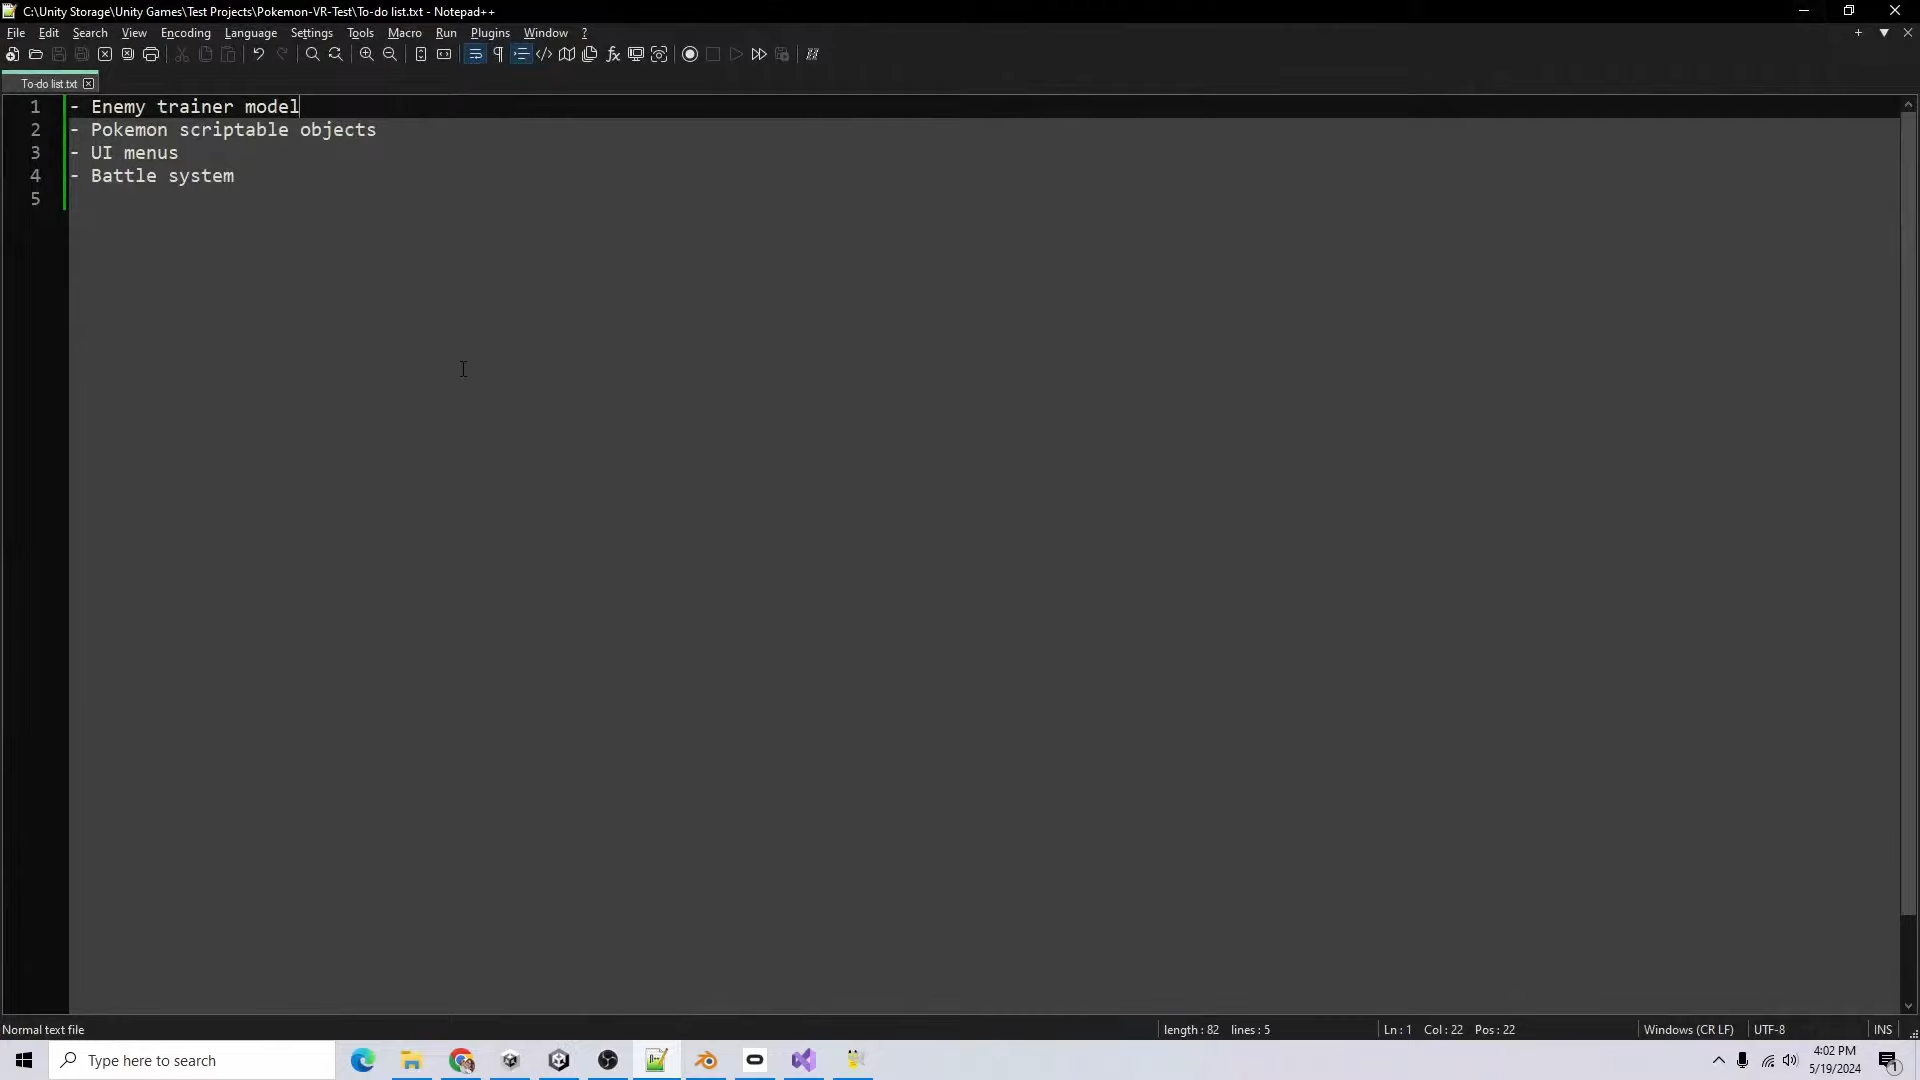 C:\Unity Storage\Unity Games\Test Projects\Pokemon-VR-Test\To-do list.txt - Notepad++
File Edit Search View Encoding Language Settings Tools Macro Run Plugins Window ?
To-do list.txt
1 - Enemy trainer model
2 - Pokemon scriptable objects
3 - UI menus
4 - Battle system
5
Normal text file length : 82 lines : 5 Ln : 1 Col : 22 Pos : 22 Windows (CR LF) UTF-8 INS
Type here to search
4:02 PM
5/19/2024
1